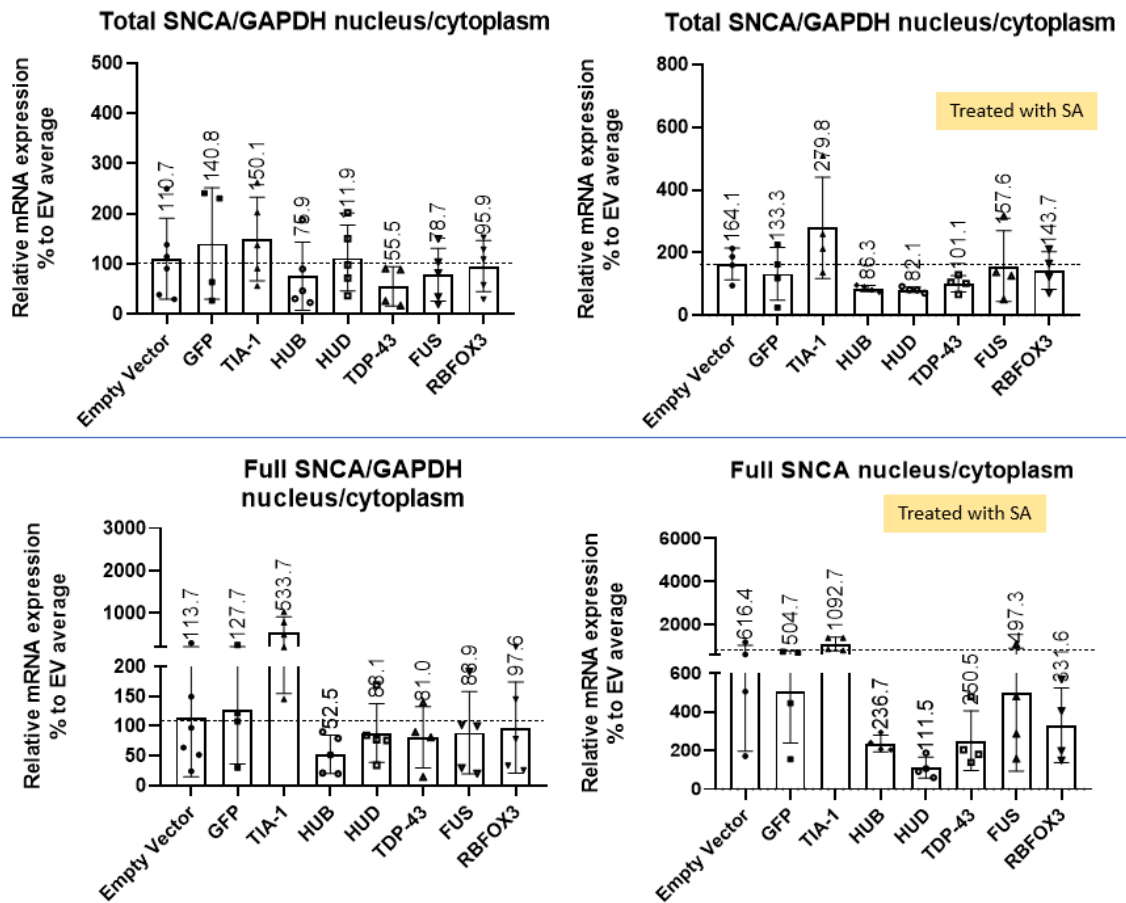 Total SNCA/GAPDH nucleus/cytoplasm
Relative mRNA expression
% to EV average
500
400
300
200
100
0
110.7
140.8
150.1
75.9
111.9
55.5
78.7
95.9
Empty Vector
GFP
TIA-1
HUB
HUD
TDP-43
FUS
RBFOX3
Total SNCA/GAPDH nucleus/cytoplasm
Treated with SA
Relative mRNA expression
% to EV average
800
600
400
200
0
164.1
133.3
279.8
86.3
82.1
101.1
157.6
143.7
Empty Vector
GFP
TIA-1
HUB
HUD
TDP-43
FUS
RBFOX3
Full SNCA/GAPDH
nucleus/cytoplasm
Relative mRNA expression
% to EV average
3000
2000
1000
200
150
100
50
0
113.7
127.7
533.7
52.5
88.1
81.0
88.9
97.6
Empty Vector
GFP
TIA-1
HUB
HUD
TDP-43
FUS
RBFOX3
Full SNCA nucleus/cytoplasm
Treated with SA
Relative mRNA expression
% to EV average
6000
4000
2000
600
400
200
0
616.4
504.7
1092.7
236.7
111.5
250.5
497.3
331.6
Empty Vector
GFP
TIA-1
HUB
HUD
TDP-43
FUS
RBFOX3